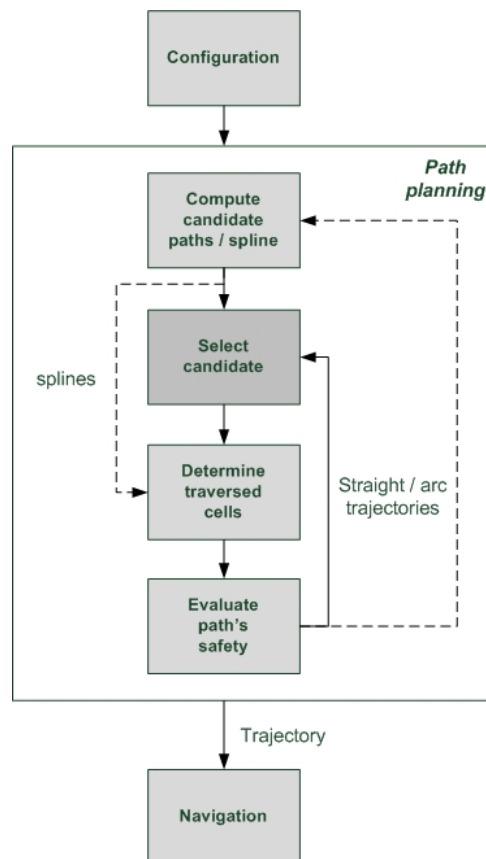 Configuration
Path
planning
Compute
candidate
paths / spline
Select
candidate
splines
Determine
traversed
cells
Straight / arc
trajectories
Evaluate
path's
safety
Trajectory
Navigation